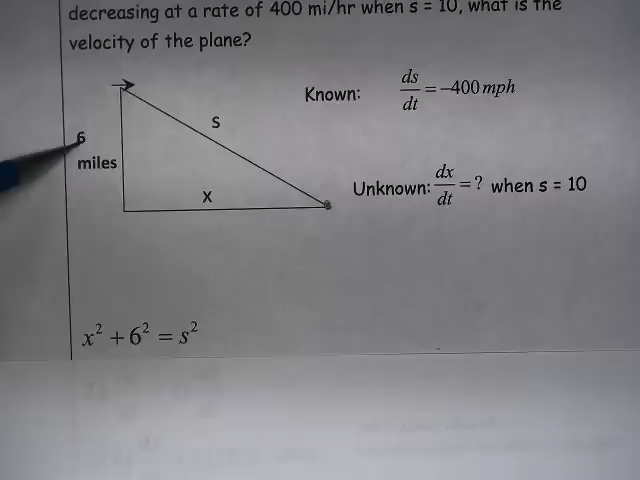 decreasing at a rate of 400 mi/hr when s = 10, what is the
velocity of the plane?
Known: ds/dt = -400 mph
s
6
miles
x
Unknown: dx/dt = ? when s = 10
x² + 6² = s²